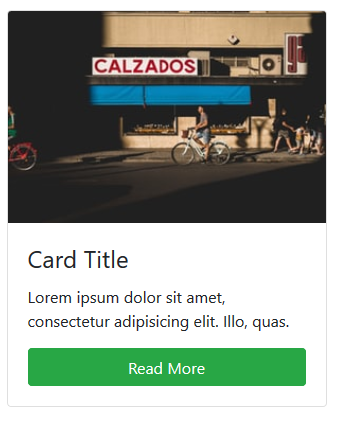 CALZADOS
Card Title
Lorem ipsum dolor sit amet,
consectetur adipisicing elit. Illo, quas.
Read More